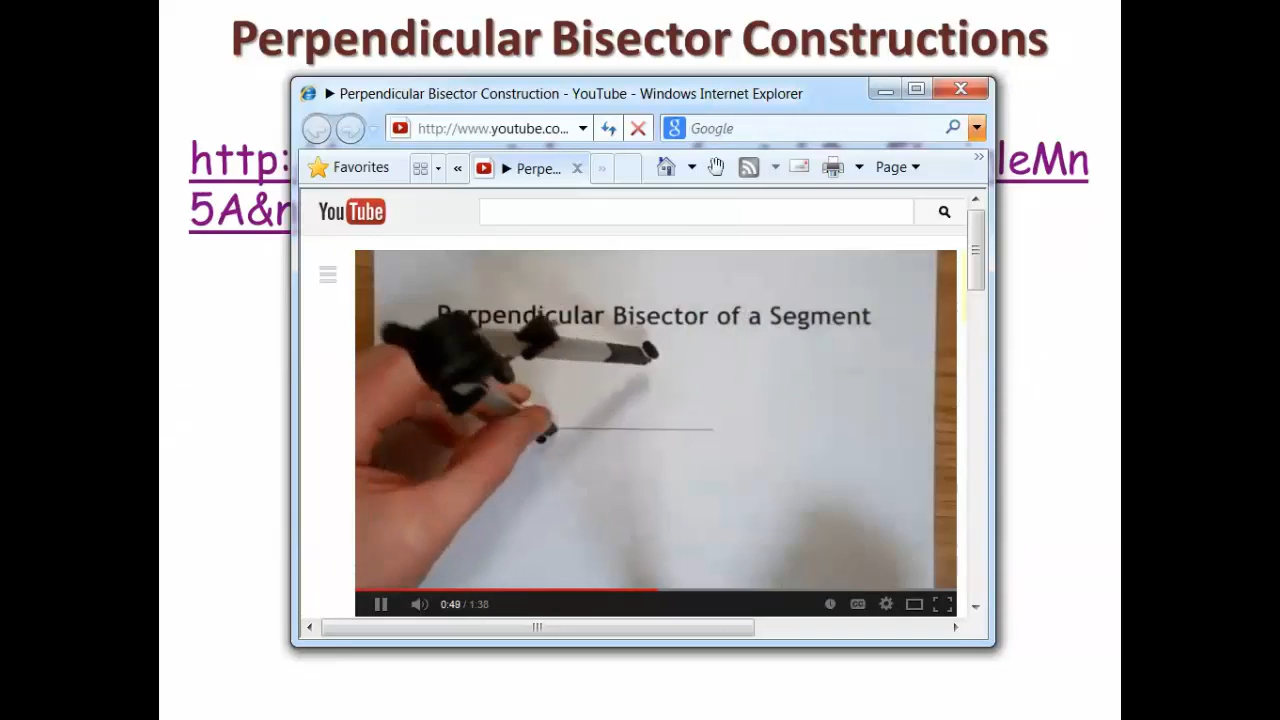 Perpendicular Bisector Constructions
▶ Perpendicular Bisector Construction - YouTube - Windows Internet Explorer
http://www.youtube.co...
Google
http:
leMn
Favorites
«
Perpe...
»
Page
»
5A&
YouTube
Perpendicular Bisector of a Segment
0:49 / 1:38
CC